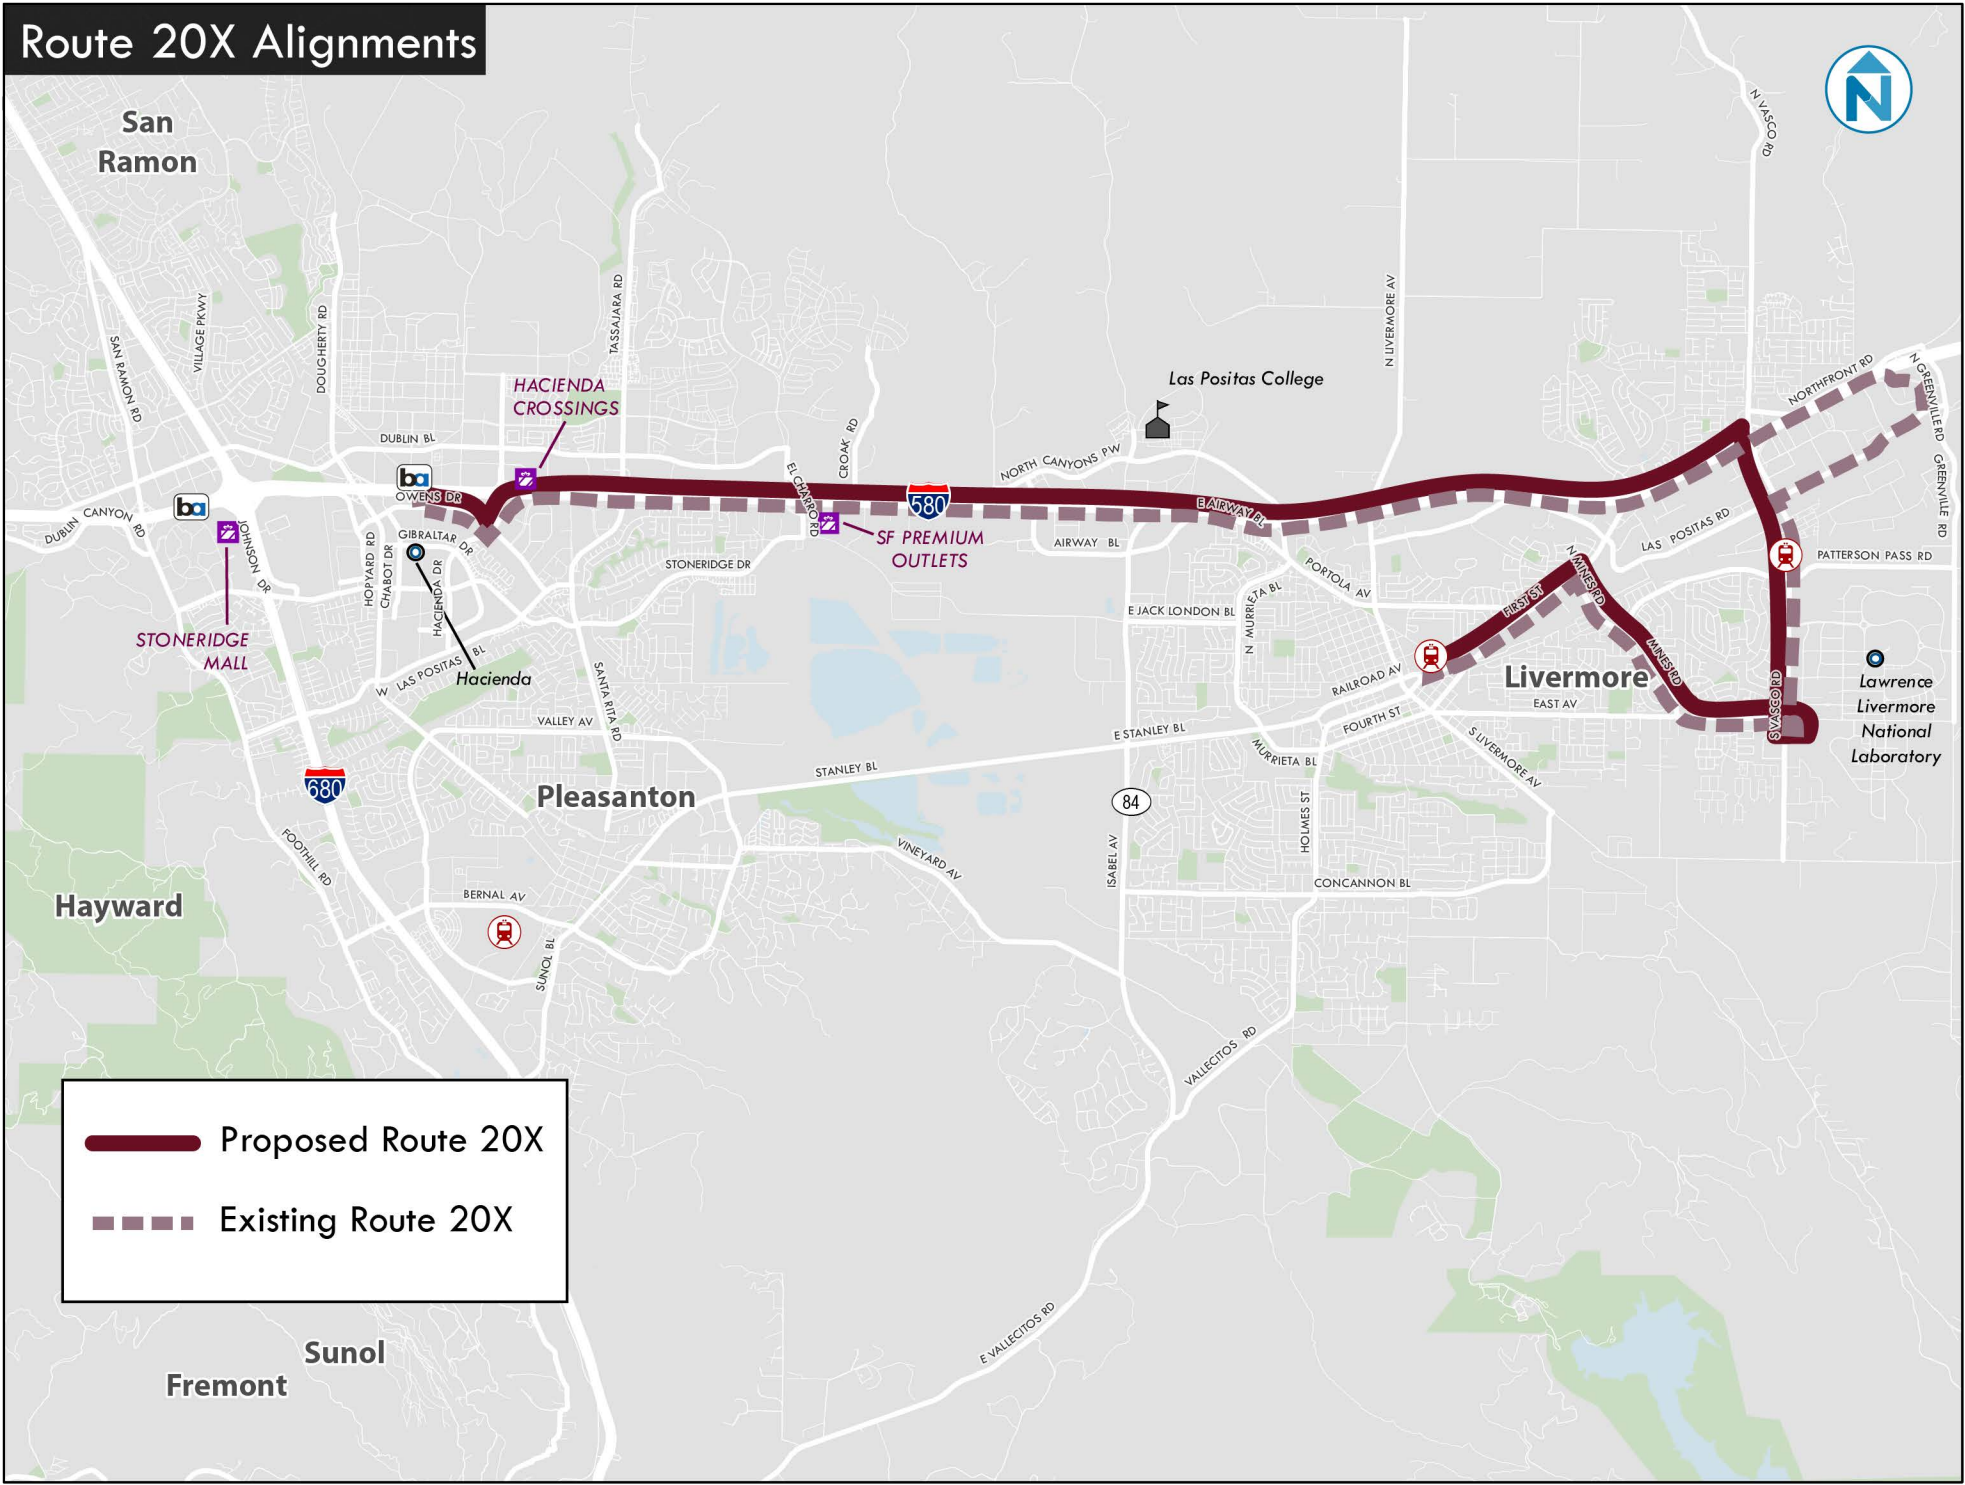 Route 20X Alignments
N
San
Ramon
N VASCO RD
SAN RAMON RD
VILLAGE PKWY
DOUGHERTY RD
TASSAJARA RD
N LIVERMORE AV
HACIENDA
CROSSINGS
Las Positas College
NORTHFRONT RD
N GREENVILLE RD
GREENVILLE RD
DUBLIN BL
CROAK RD
EL CHARRO RD
NORTH CANYONS PW
ba
OWENS DR
ba
580
E AIRWAY BL
DUBLIN CANYON RD
JOHNSON DR
HOPYARD RD
CHABOT DR
GIBRALTAR DR
HACIENDA DR
SF PREMIUM
OUTLETS
AIRWAY BL
STONERIDGE DR
LAS POSITAS RD
PATTERSON PASS RD
PORTOLA AV
N MURRIETA BL
E JACK LONDON BL
FIRST ST
N MINES RD
MINES RD
STONERIDGE
MALL
W LAS POSITAS BL
Hacienda
SANTA RITA RD
RAILROAD AV
Livermore
EAST AV
S VASCO RD
Lawrence
Livermore
National
Laboratory
VALLEY AV
E STANLEY BL
FOURTH ST
MURRIETA BL
S LIVERMORE AV
STANLEY BL
680
Pleasanton
84
HOLMES ST
FOOTHILL RD
VINEYARD AV
ISABEL AV
CONCANNON BL
Hayward
BERNAL AV
SUNOL BL
VALLECITOS RD
Proposed Route 20X
Existing Route 20X
E VALLECITOS RD
Sunol
Fremont